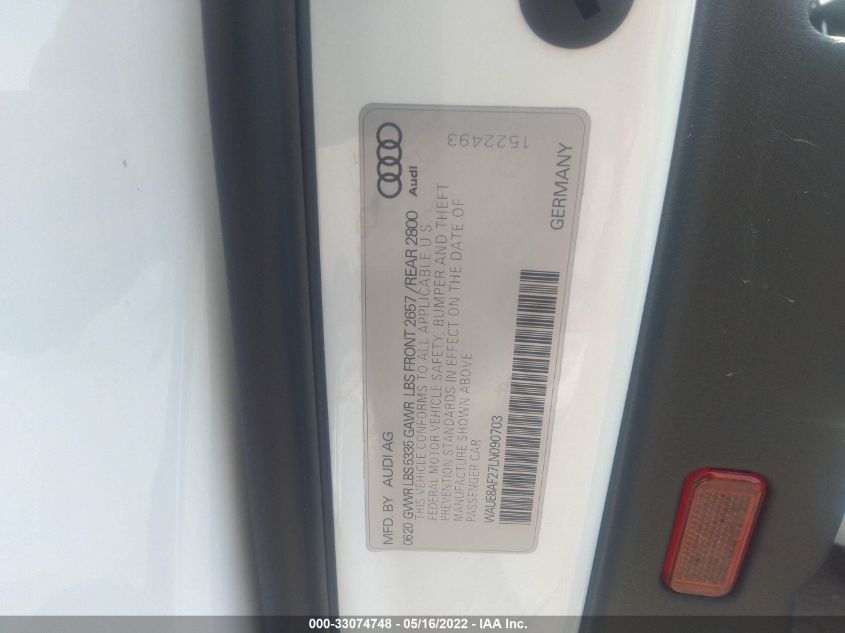 MFD. BY AUDI AG
0620 GVWR LBS 5335 GAWR LBS FRONT 2657 / REAR 2800
THIS VEHICLE CONFORMS TO ALL APPLICABLE U S
FEDERAL MOTOR VEHICLE SAFETY, BUMPER AND THEFT
PREVENTION STANDARDS IN EFFECT ON THE DATE OF
MANUFACTURE SHOWN ABOVE
PASSENGER CAR
WAUE8AF27LN090703
Audi
1522493
GERMANY
000-33074748 - 05/16/2022 - IAA Inc.